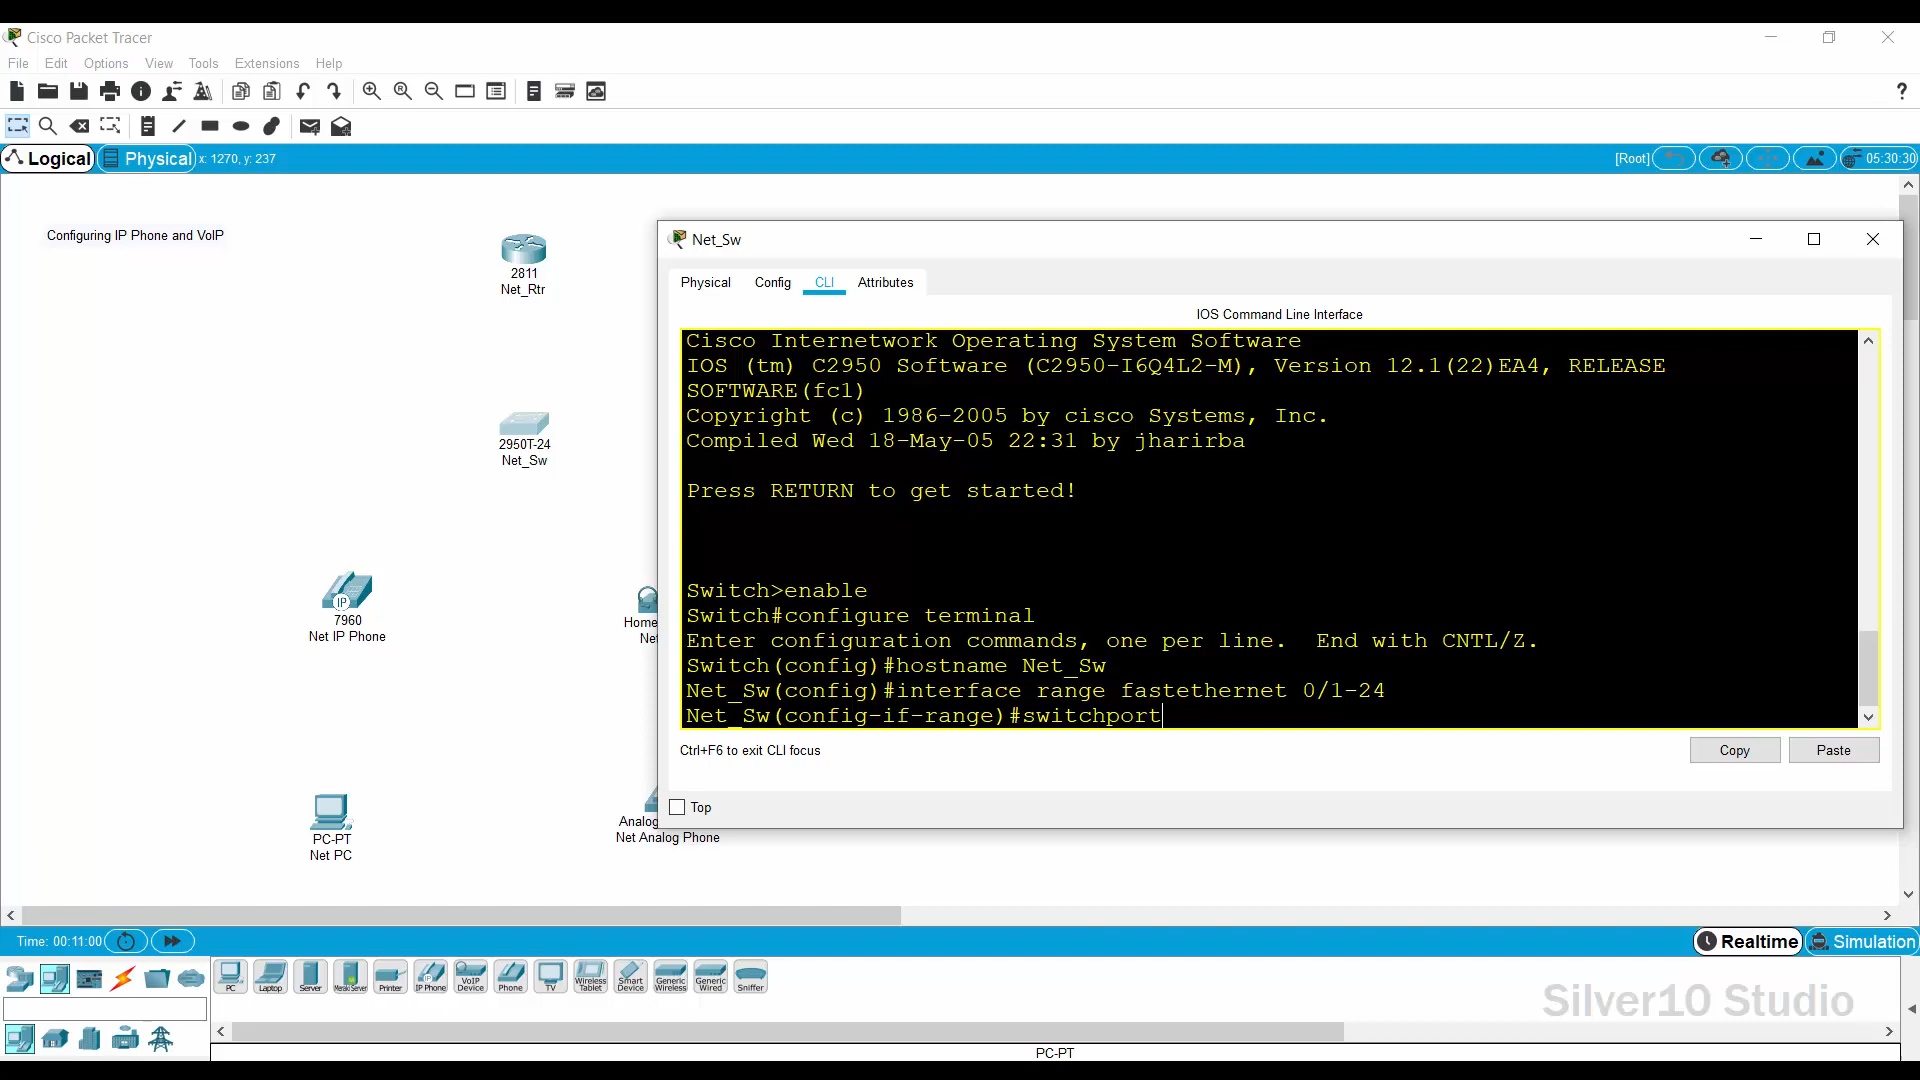 Cisco Packet Tracer
File Edit Options View Tools Extensions Help
?
Logical Physical x: 1270, y: 237 [Root] 05:30:30
Configuring IP Phone and VoIP
2811
Net_Rtr
2950T-24
Net_Sw
IP
7960
Net IP Phone
Home
Net
PC-PT
Net PC
Analog
Net Analog Phone
Net_Sw
Physical Config CLI Attributes
IOS Command Line Interface
Cisco Internetwork Operating System Software
IOS (tm) C2950 Software (C2950-I6Q4L2-M), Version 12.1(22)EA4, RELEASE
SOFTWARE(fc1)
Copyright (c) 1986-2005 by cisco Systems, Inc.
Compiled Wed 18-May-05 22:31 by jharirba
Press RETURN to get started!
Switch>enable
Switch#configure terminal
Enter configuration commands, one per line.  End with CNTL/Z.
Switch(config)#hostname Net_Sw
Net_Sw(config)#interface range fastethernet 0/1-24
Net_Sw(config-if-range)#switchport
Ctrl+F6 to exit CLI focus
Copy Paste
Top
Time: 00:11:00 Realtime Simulation
PC Laptop Server Meraki Server Printer IP Phone VoIP Device Phone TV Wireless Tablet Smart Device Generic Wireless Generic Wired Sniffer
Silver10 Studio
PC-PT